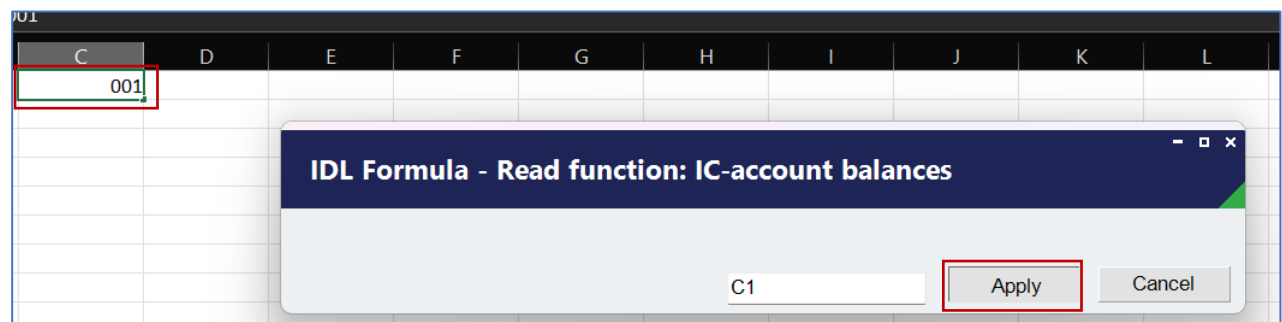 001
C D E F G H I J K L
001
IDL Formula - Read function: IC-account balances
C1 Apply Cancel